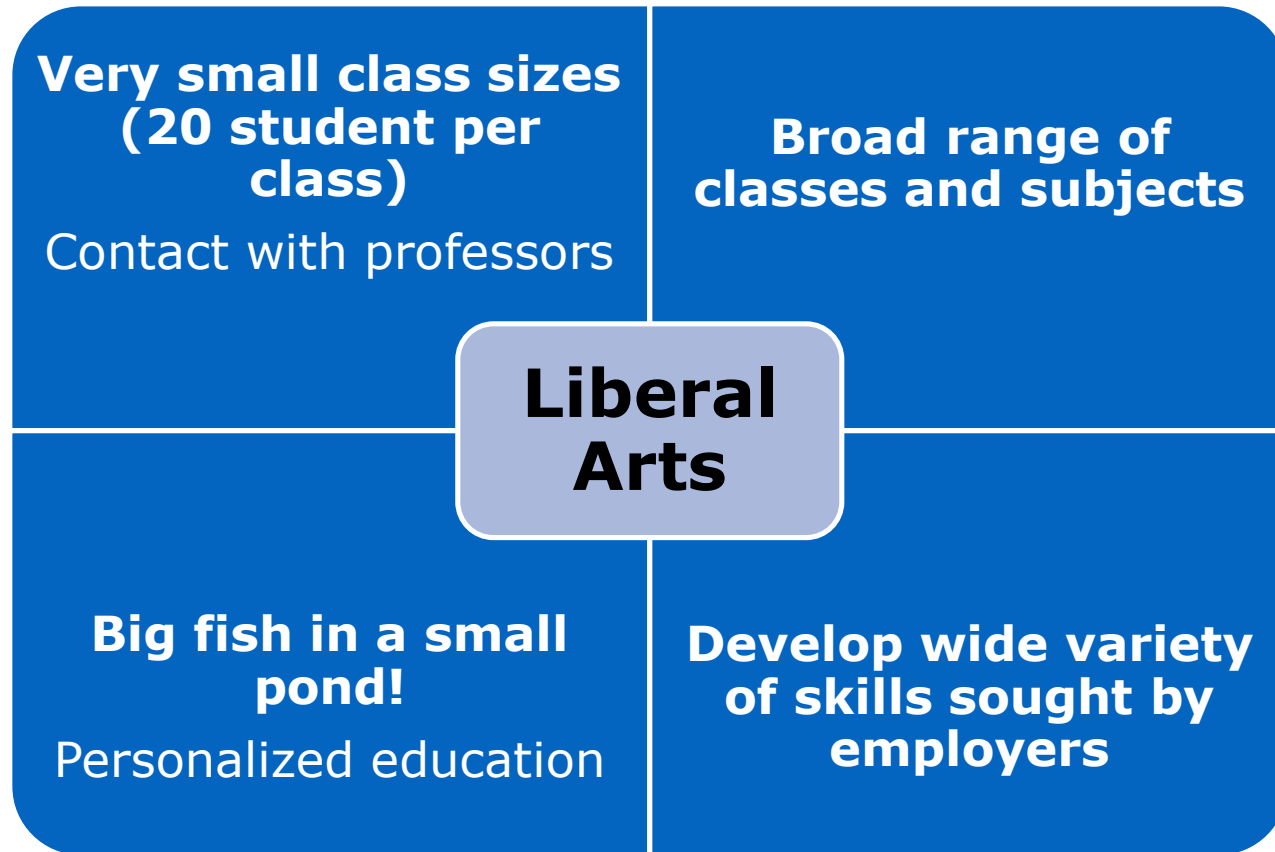 Very small class sizes
(20 student per
class)
Contact with professors
Broad range of
classes and subjects
Liberal
Arts
Big fish in a small
pond!
Personalized education
Develop wide variety
of skills sought by
employers